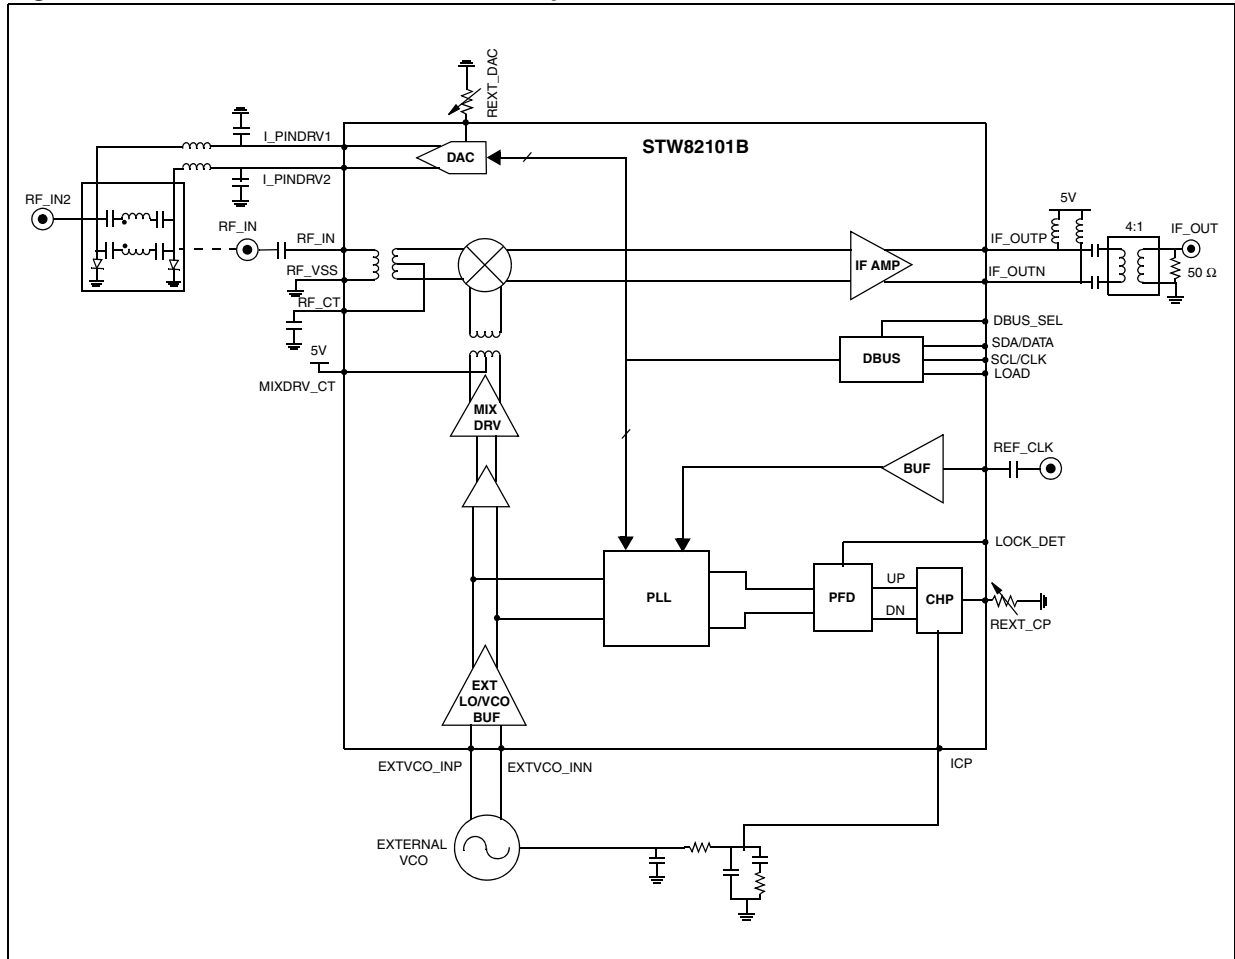 REXT_DAC
I_PINDRV1
STW82101B
DAC
I_PINDRV2
RF_IN2
RF_IN
RF_IN
5V
4:1
IF_OUT
IF_OUTP
RF_VSS
IF AMP
IF_OUTN
50 Ω
RF_CT
DBUS_SEL
5V
DBUS
SDA/DATA
SCL/CLK
LOAD
MIXDRV_CT
MIX
DRV
BUF
REF_CLK
LOCK_DET
PLL
PFD
UP
DN
CHP
REXT_CP
EXT
LO/VCO
BUF
EXTVCO_INP
EXTVCO_INN
ICP
EXTERNAL
VCO